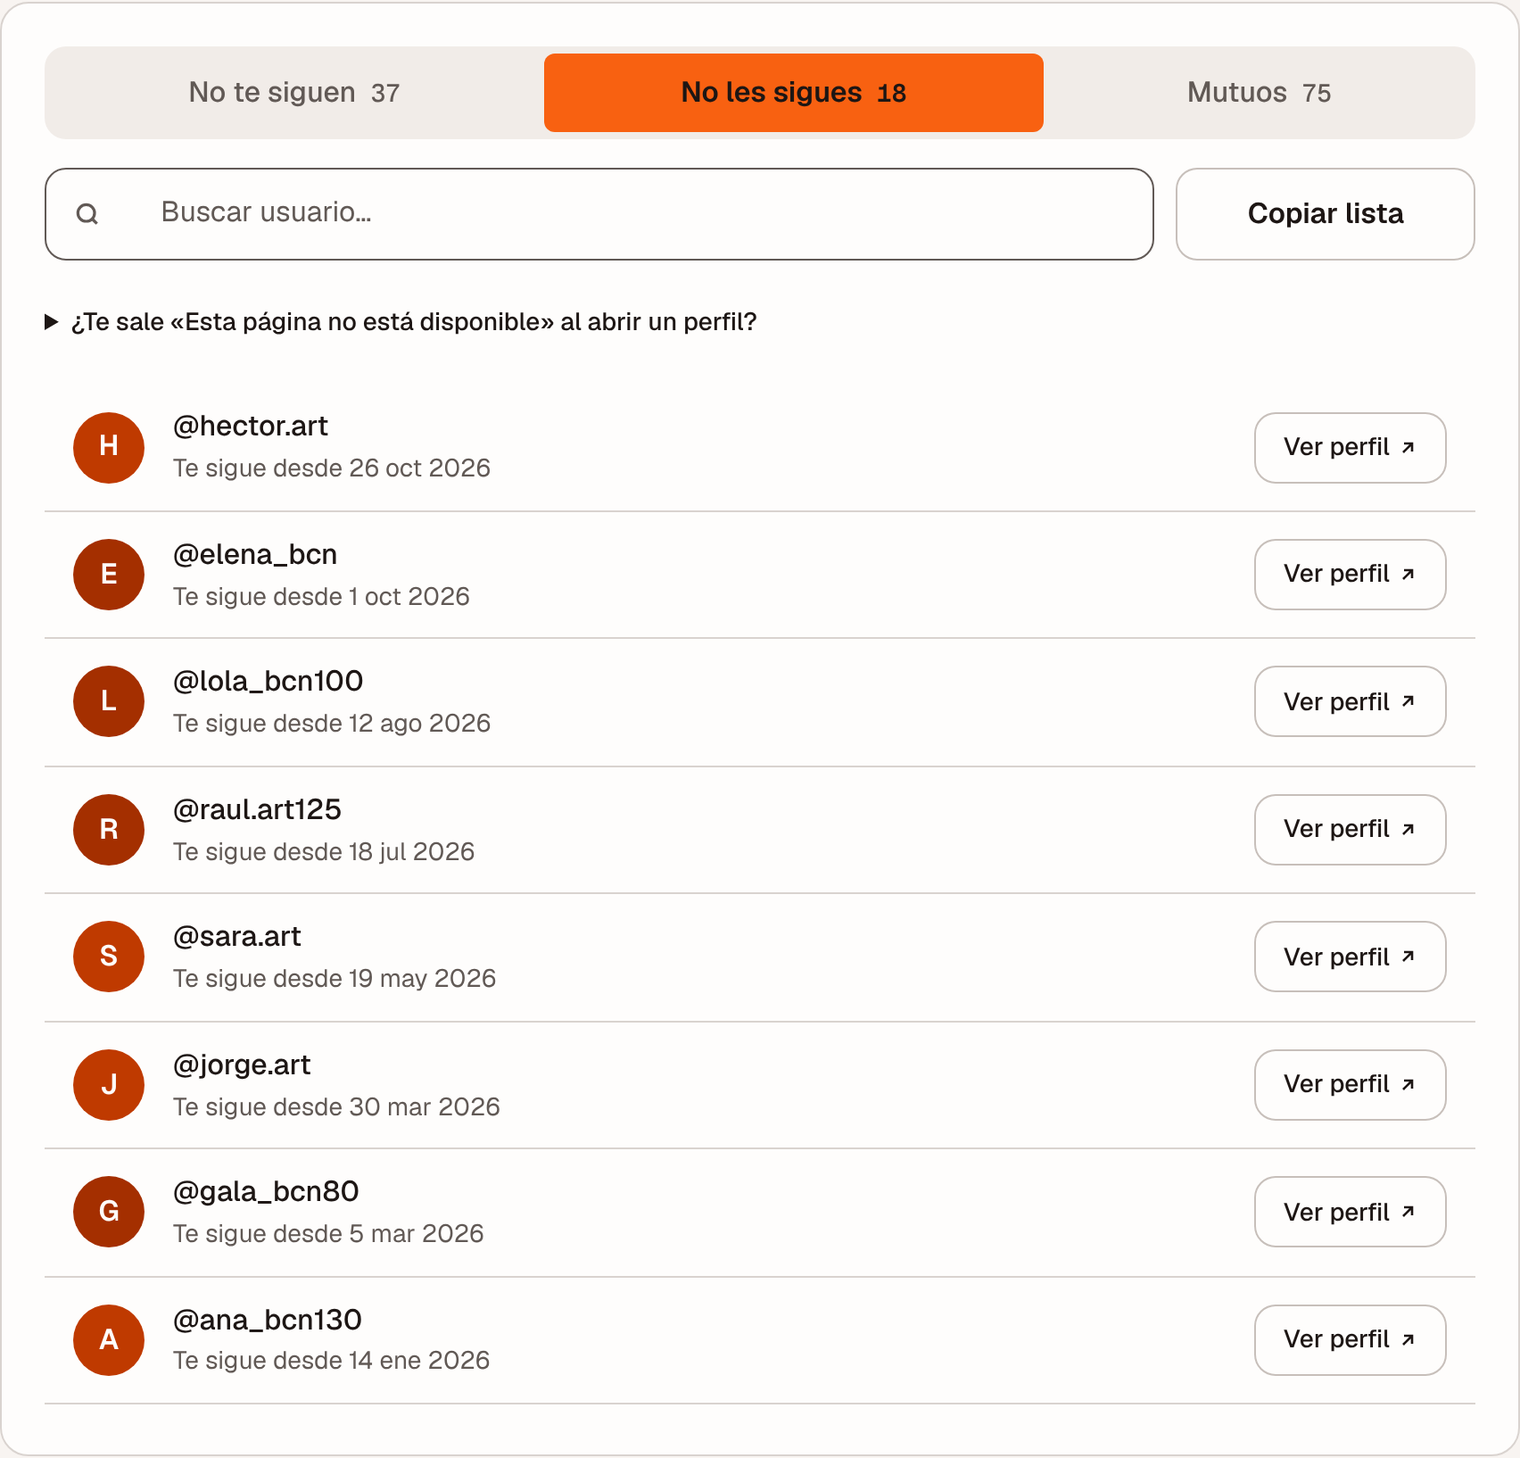 No te siguen 37
No les sigues 18
Mutuos 75
Buscar usuario...
Copiar lista
¿Te sale «Esta página no está disponible» al abrir un perfil?
H
@hector.art
Te sigue desde 26 oct 2026
Ver perfil
E
@elena_bcn
Te sigue desde 1 oct 2026
Ver perfil
L
@lola_bcn100
Te sigue desde 12 ago 2026
Ver perfil
R
@raul.art125
Te sigue desde 18 jul 2026
Ver perfil
S
@sara.art
Te sigue desde 19 may 2026
Ver perfil
J
@jorge.art
Te sigue desde 30 mar 2026
Ver perfil
G
@gala_bcn80
Te sigue desde 5 mar 2026
Ver perfil
A
@ana_bcn130
Te sigue desde 14 ene 2026
Ver perfil